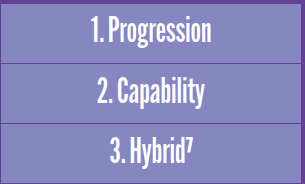 1. Progression
2. Capability
3. Hybrid⁷